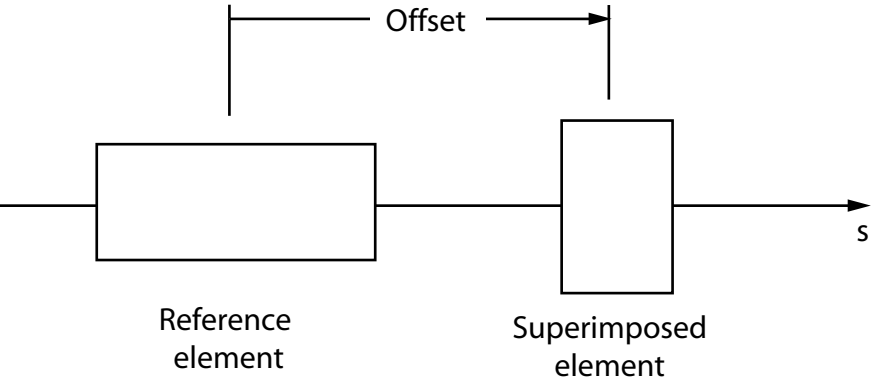 Offset
s
Reference
element
Superimposed
element